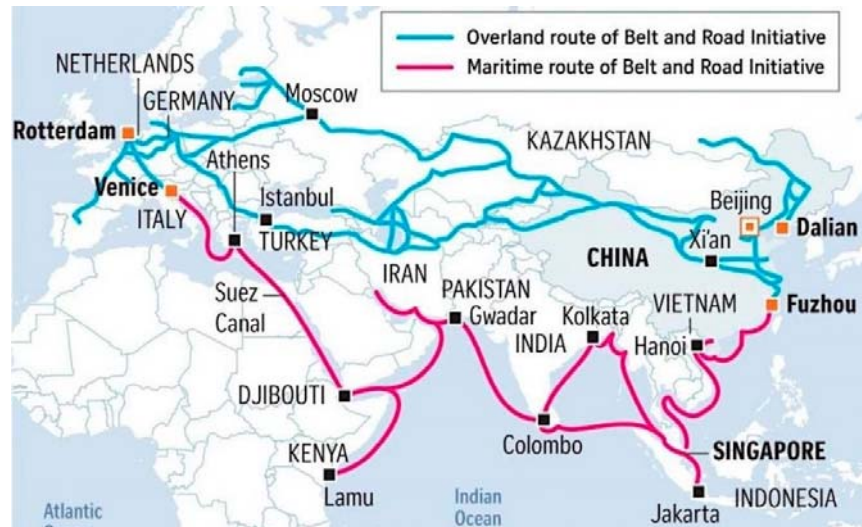 Overland route of Belt and Road Initiative
Maritime route of Belt and Road Initiative
NETHERLANDS
GERMANY
Moscow
Rotterdam
Athens
KAZAKHSTAN
Venice
Istanbul
Beijing
ITALY
TURKEY
Xi'an
Dalian
CHINA
IRAN
Suez
Canal
PAKISTAN
Gwadar
Kolkata
VIETNAM
Fuzhou
INDIA
Hanoi
DJIBOUTI
Colombo
SINGAPORE
KENYA
Lamu
Jakarta
INDONESIA
Atlantic
Indian
Ocean